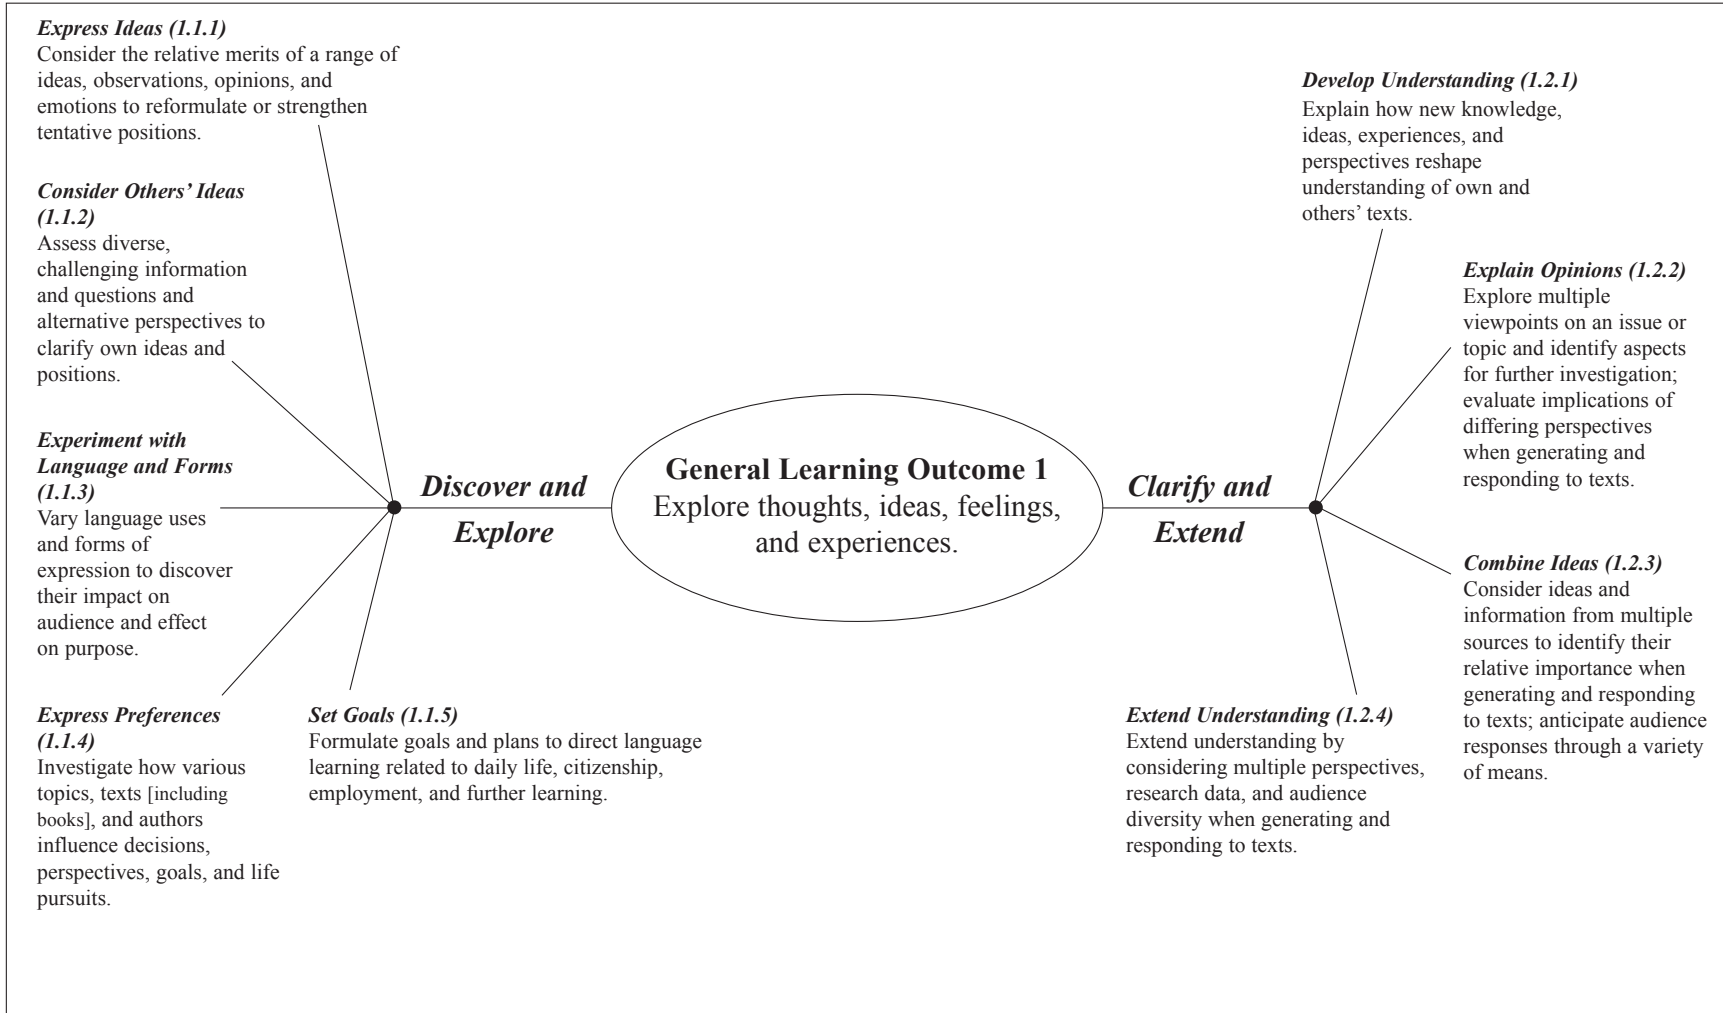 Express Ideas (1.1.1)
Consider the relative merits of a range of
ideas, observations, opinions, and
emotions to reformulate or strengthen
tentative positions.
Consider Others’ Ideas
(1.1.2)
Assess diverse,
challenging information
and questions and
alternative perspectives to
clarify own ideas and
positions.
Experiment with
Language and Forms
(1.1.3)
Vary language uses
and forms of
expression to discover
their impact on
audience and effect
on purpose.
Express Preferences
(1.1.4)
Investigate how various
topics, texts [including
books], and authors
influence decisions,
perspectives, goals, and life
pursuits.
Set Goals (1.1.5)
Formulate goals and plans to direct language
learning related to daily life, citizenship,
employment, and further learning.
Discover and
Explore
General Learning Outcome 1
Explore thoughts, ideas, feelings,
and experiences.
Clarify and
Extend
Develop Understanding (1.2.1)
Explain how new knowledge,
ideas, experiences, and
perspectives reshape
understanding of own and
others’ texts.
Explain Opinions (1.2.2)
Explore multiple
viewpoints on an issue or
topic and identify aspects
for further investigation;
evaluate implications of
differing perspectives
when generating and
responding to texts.
Combine Ideas (1.2.3)
Consider ideas and
information from multiple
sources to identify their
relative importance when
generating and responding
to texts; anticipate audience
responses through a variety
of means.
Extend Understanding (1.2.4)
Extend understanding by
considering multiple perspectives,
research data, and audience
diversity when generating and
responding to texts.